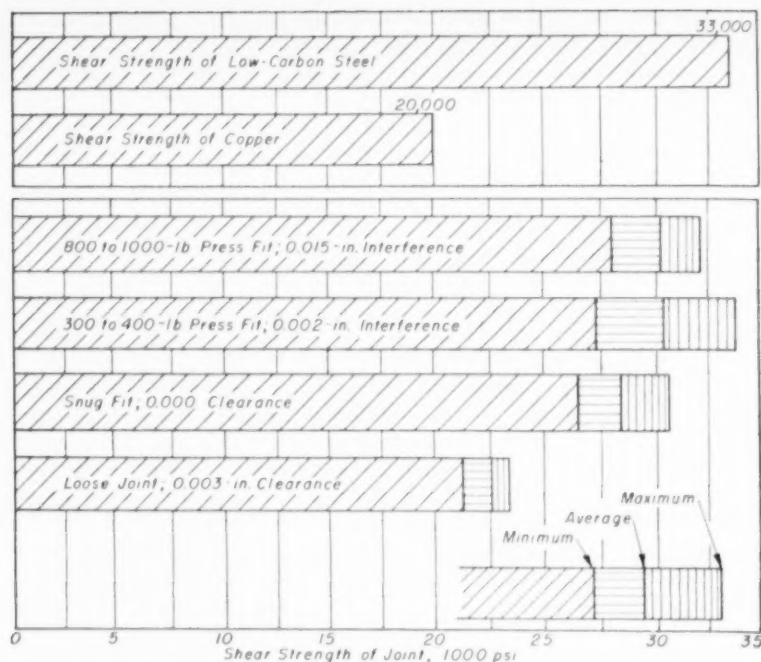 33,000
Shear Strength of Low-Carbon Steel
20,000
Shear Strength of Copper
800 to 1000-lb Press Fit; 0.015-in. Interference
300 to 400-lb Press Fit; 0.002-in. Interference
Snug Fit; 0.000 Clearance
Loose Joint; 0.003-in. Clearance
Maximum
Average
Minimum
0 5 10 15 20 25 30 35
Shear Strength of Joint, 1000 psi